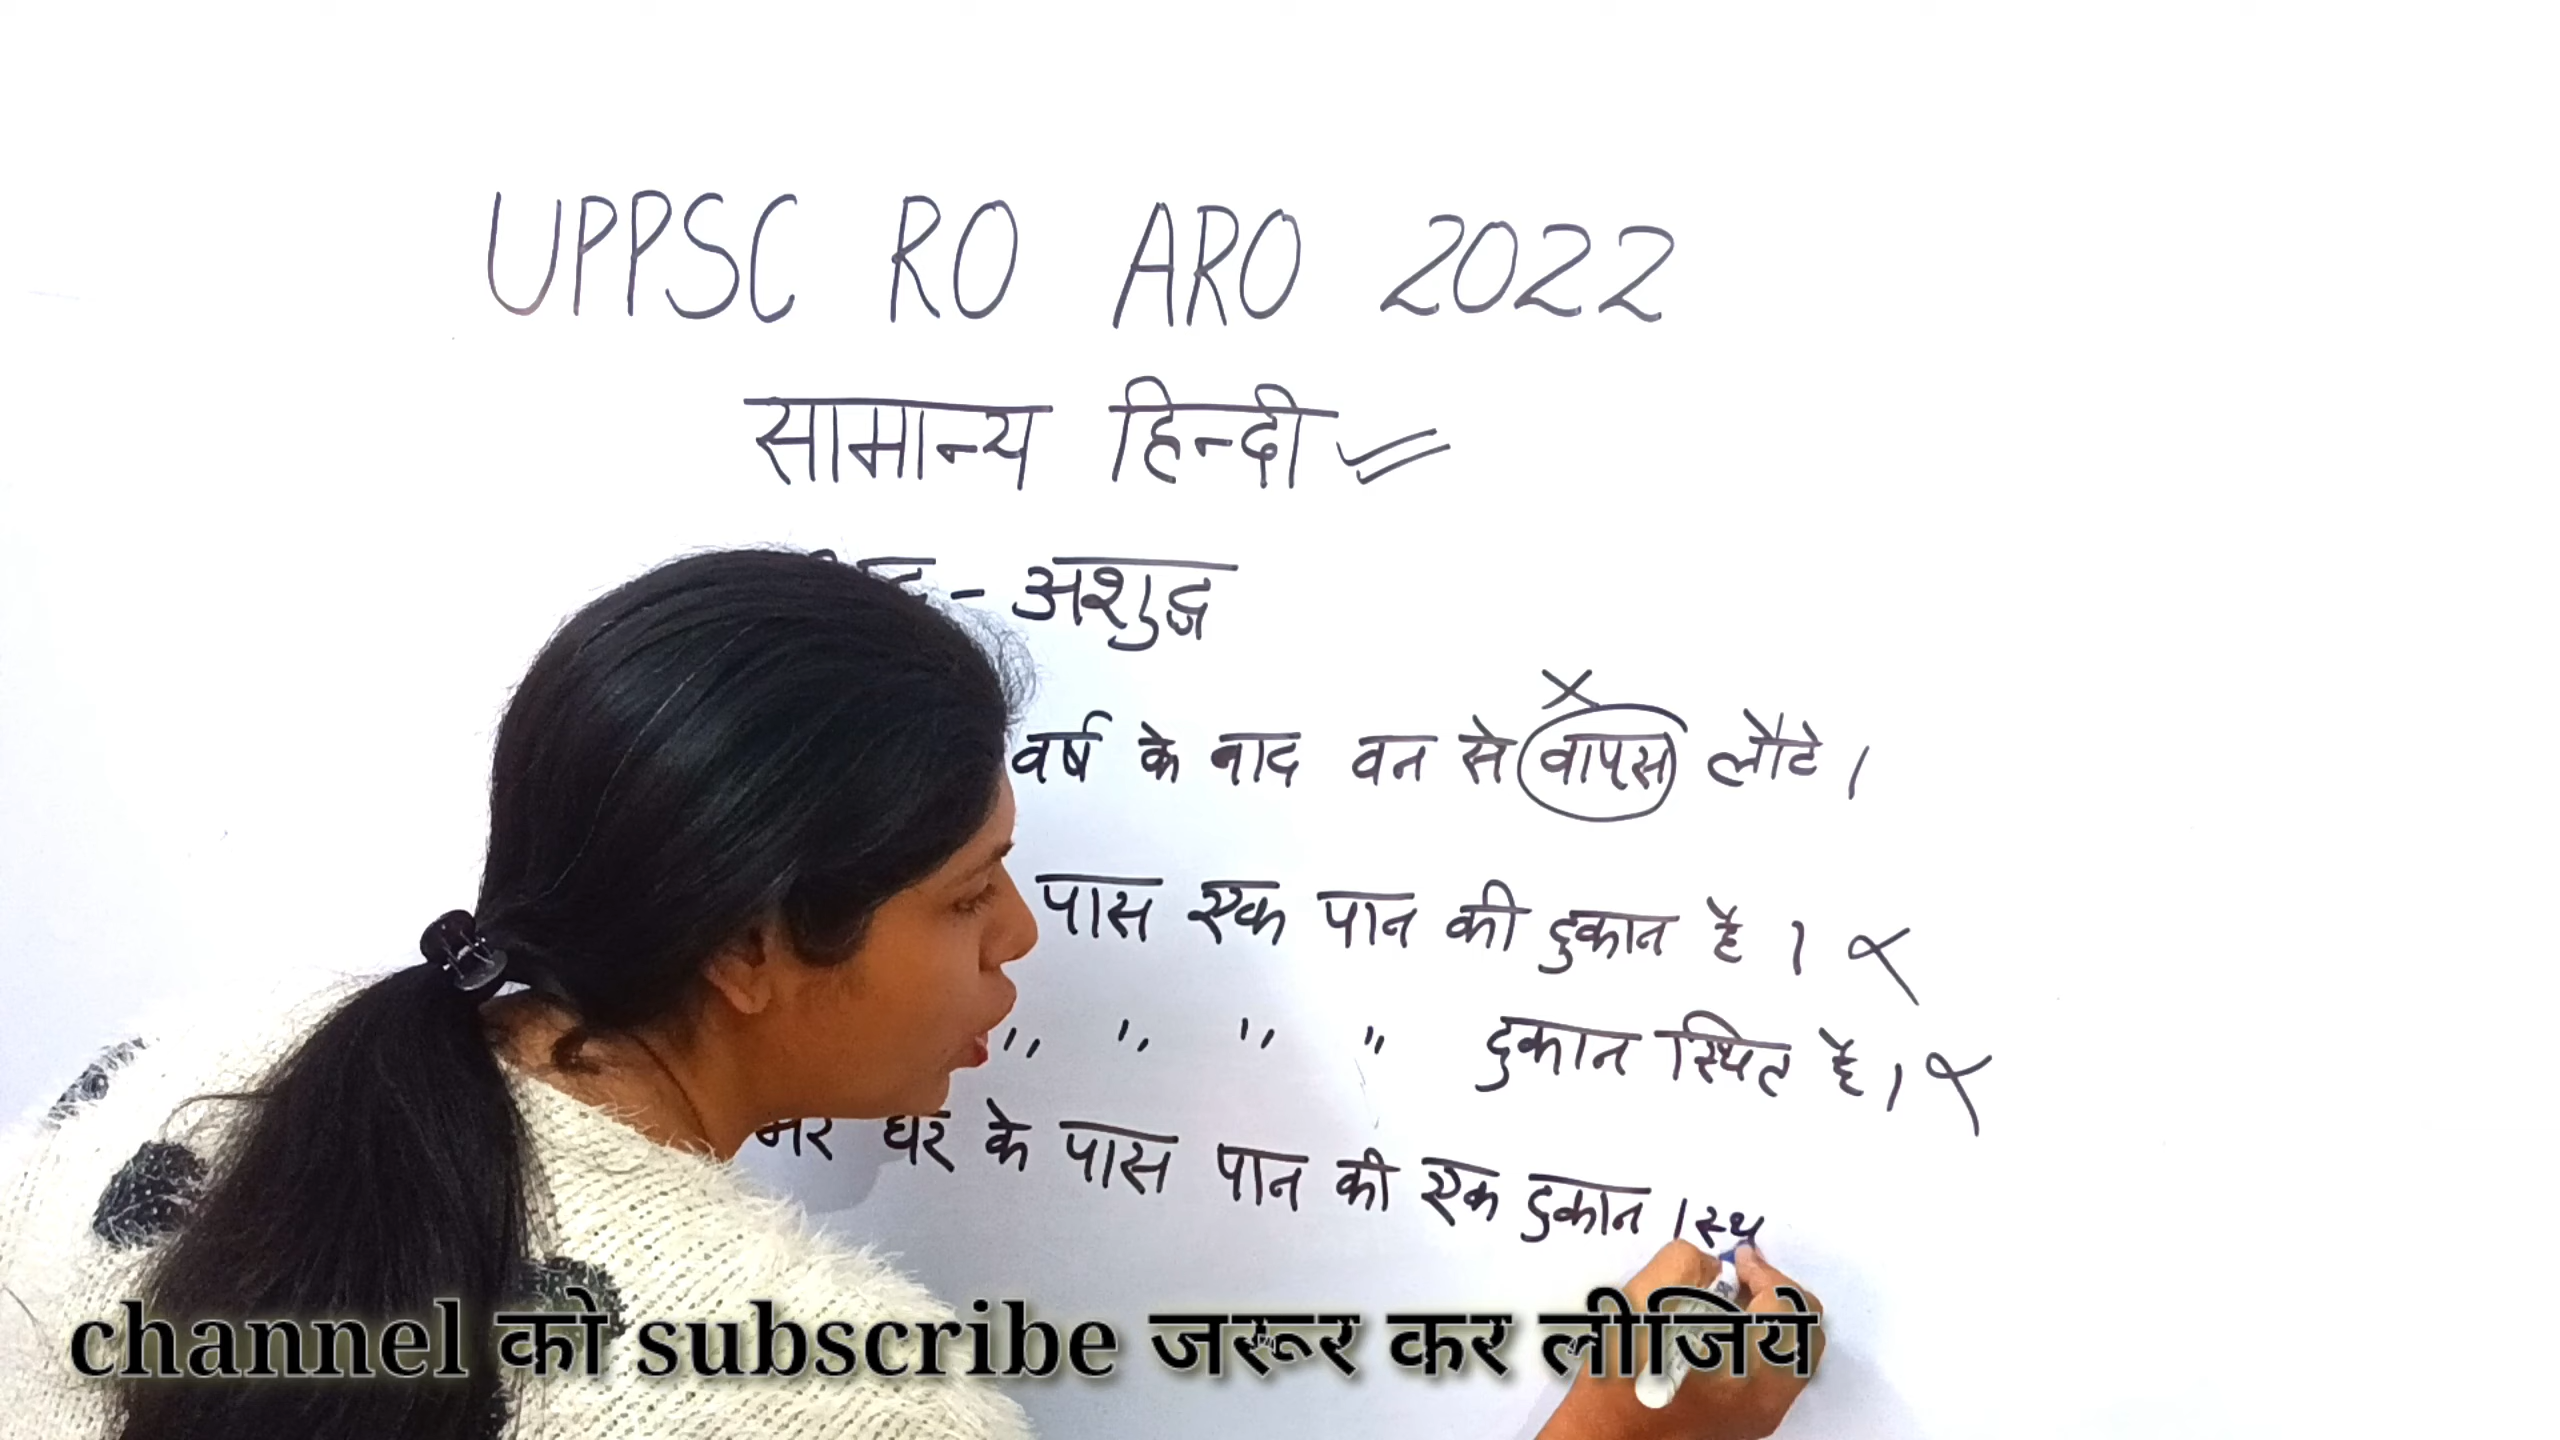 UPPSC RO ARO 2022
सामान्य हिन्दी
- अशुद्ध
वर्ष के बाद वन से वापस लौटे।
पास एक पान की दुकान है।
,, ,, ,, ,, दुकान स्थित है।
मेरे घर के पास पान की एक दुकान स्थि
channel को subscribe जरूर कर लीजिये